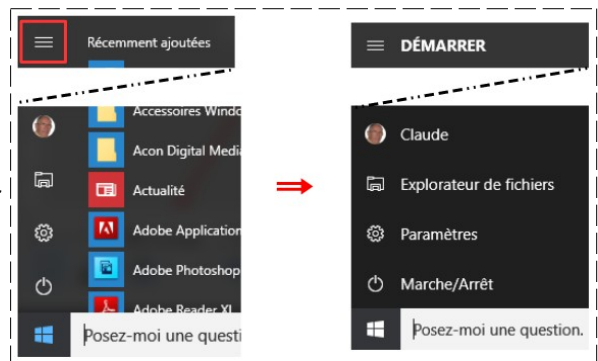 Récemment ajoutées
Accessoires Windo
Acon Digital Media
Actualité
Adobe Application
Adobe Photoshop
Adobe Reader XI
Posez-moi une questi
DÉMARRER
Claude
Explorateur de fichiers
Paramètres
Marche/Arrêt
Posez-moi une question.